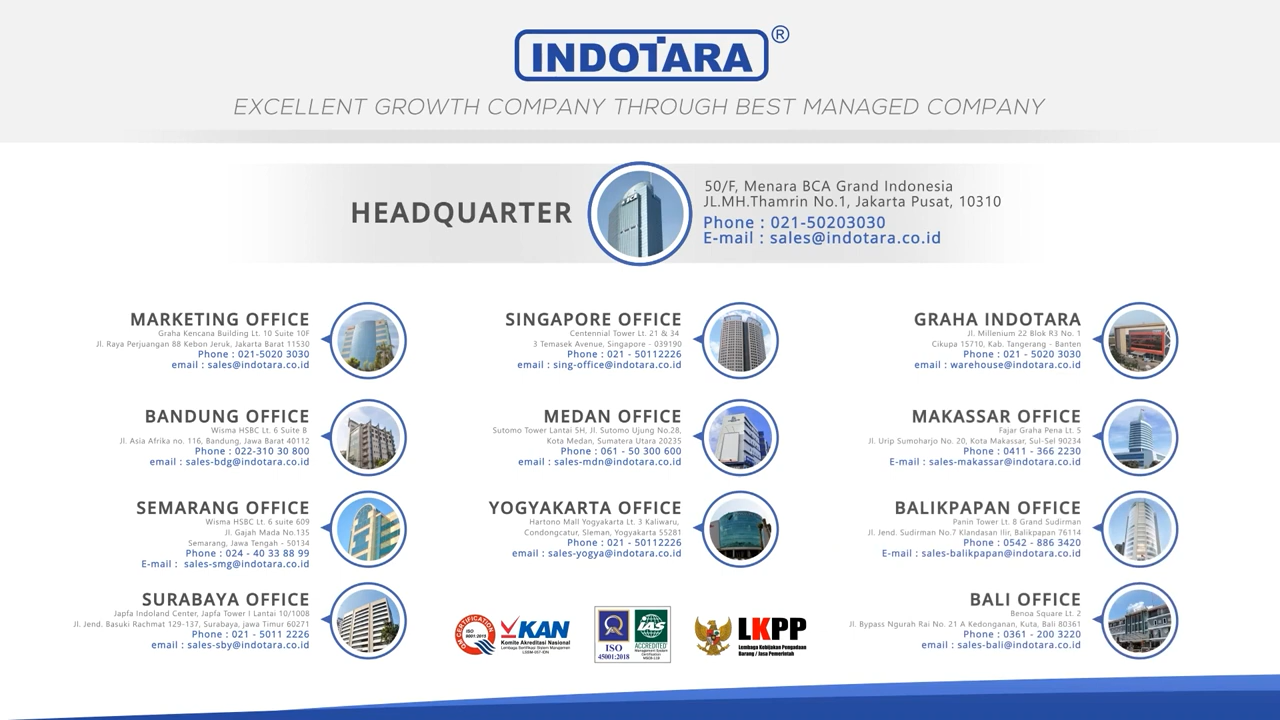 INDOTARA®
EXCELLENT GROWTH COMPANY THROUGH BEST MANAGED COMPANY
HEADQUARTER
50/F, Menara BCA Grand Indonesia
JL.MH.Thamrin No.1, Jakarta Pusat, 10310
Phone : 021-50203030
E-mail : sales@indotara.co.id
MARKETING OFFICE
Graha Kencana Building Lt. 10 Suite 10F
Jl. Raya Perjuangan 88 Kebon Jeruk, Jakarta Barat 11530
Phone : 021-5020 3030
email : sales@indotara.co.id
SINGAPORE OFFICE
Centennial Tower Lt. 21 & 34
3 Temasek Avenue, Singapore - 039190
Phone : 021 - 50112226
email : sing-office@indotara.co.id
GRAHA INDOTARA
Jl. Millenium 22 Blok R3 No. 1
Cikupa 15710, Kab. Tangerang - Banten
Phone : 021 - 5020 3030
email : warehouse@indotara.co.id
BANDUNG OFFICE
Wisma HSBC Lt. 6 Suite B
Jl. Asia Afrika no. 116, Bandung, Jawa Barat 40112
Phone : 022-310 30 800
email : sales-bdg@indotara.co.id
MEDAN OFFICE
Sutomo Tower Lantai 5H, Jl. Sutomo Ujung No.28,
Kota Medan, Sumatera Utara 20235
Phone : 061 - 50 300 600
email : sales-mdn@indotara.co.id
MAKASSAR OFFICE
Fajar Graha Pena Lt. 5
Jl. Urip Sumoharjo No. 20, Kota Makassar, Sul-Sel 90234
Phone : 0411 - 366 2230
E-mail : sales-makassar@indotara.co.id
SEMARANG OFFICE
Wisma HSBC Lt. 6 suite 609
Jl. Gajah Mada No.135
Semarang, Jawa Tengah - 50134
Phone : 024 - 40 33 88 99
E-mail : sales-smg@indotara.co.id
YOGYAKARTA OFFICE
Hartono Mall Yogyakarta Lt. 3 Kaliwaru,
Condongcatur, Sleman, Yogyakarta 55281
Phone : 021 - 50112226
email : sales-yogya@indotara.co.id
BALIKPAPAN OFFICE
Panin Tower Lt. 8 Grand Sudirman
Jl. Jend. Sudirman No.7 Klandasan Ilir, Balikpapan 76114
Phone : 0542 - 886 3420
E-mail : sales-balikpapan@indotara.co.id
SURABAYA OFFICE
Japfa Indoland Center, Japfa Tower I Lantai 10/1008
Jl. Jend. Basuki Rachmat 129-137, Surabaya, jawa Timur 60271
Phone : 021 - 5011 2226
email : sales-sby@indotara.co.id
ISO
9001:2015
KAN
Komite Akreditasi Nasional
Lembaga Sertifikasi Sistem Manajemen
ISO
45001:2018
IAS
ACCREDITED
Management System
LKPP
Lembaga Kebijakan Pengadaan
Barang / Jasa Pemerintah
BALI OFFICE
Benoa Square Lt. 2
Jl. Bypass Ngurah Rai No. 21 A Kedonganan, Kuta, Bali 80361
Phone : 0361 - 200 3220
email : sales-bali@indotara.co.id